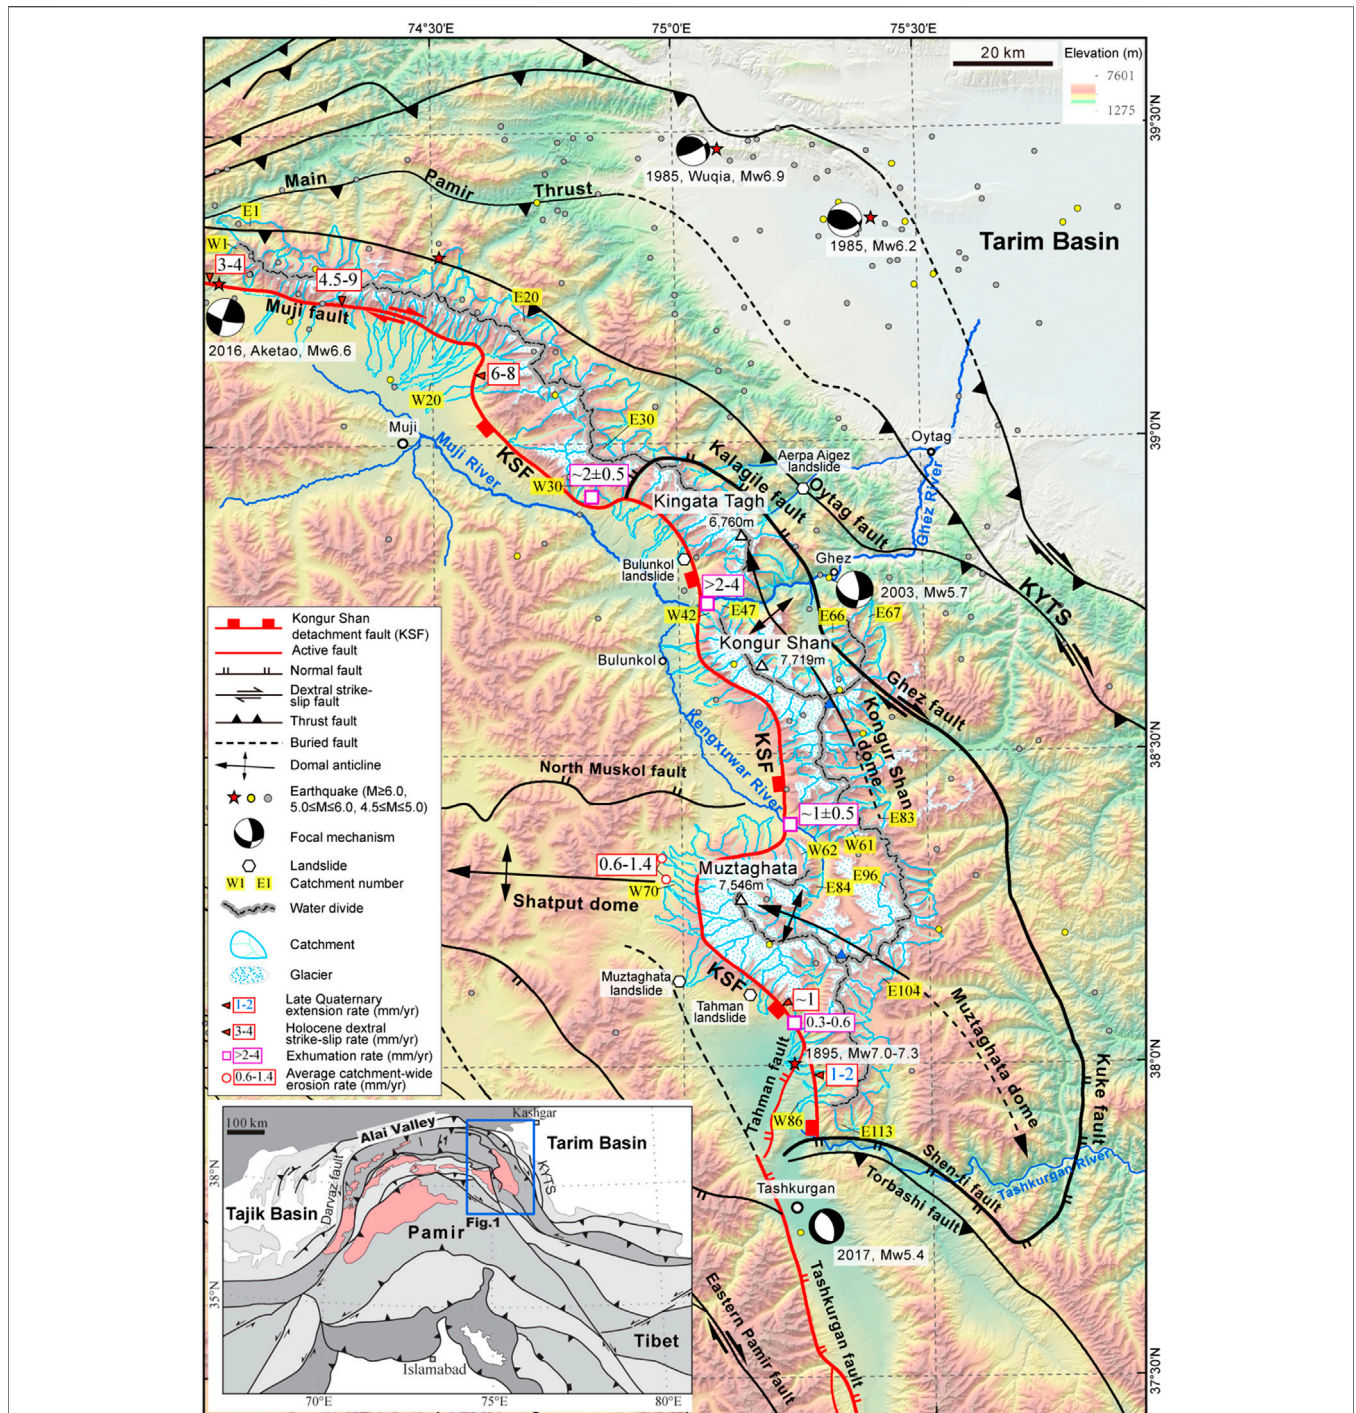 74°30'E
75°0'E
75°30'E
20 km
Elevation (m)
7601
1275
39°30'N
39°0'N
38°30'N
38°0'N
37°30'N
1985, Wuqia, Mw6.9
Main Pamir Thrust
E1
W1
1985, Mw6.2
Tarim Basin
3-4
4.5-9
Muji fault
E20
2016, Aketao, Mw6.6
6-8
W20
E30
Muji
Muji River
KSF
Kalagile fault
Aerpa Aigez
landslide
Oytag
Oytag fault
Ghez River
~2±0.5
W30
Kingata Tagh
6,760m
Bulunkol
landslide
Ghez
>2-4
2003, Mw5.7
KYTS
W42
E47
E66
E67
Kongur Shan
7,719m
Bulunkol
Ghez fault
Kengxuwar River
KSF
Kongur Shan
dome
North Muskol fault
~1±0.5
E83
W62
W61
0.6-1.4
Muztaghata
7,546m
E96
E84
W70
Shatput dome
Muztaghata
landslide
KSF
Tahman
landslide
~1
E104
0.3-0.6
Muztaghata dome
1895, Mw7.0-7.3
Tahman fault
1-2
Kuke fault
W86
E113
Shen-li fault
Tashkurgan River
Torbashi fault
Tashkurgan
2017, Mw5.4
Tashkurgan fault
Eastern Pamir fault
Kongur Shan
detachment fault (KSF)
Active fault
Normal fault
Dextral strike-
slip fault
Thrust fault
Buried fault
Domal anticline
Earthquake (M≥6.0,
5.0≤M≤6.0, 4.5≤M≤5.0)
Focal mechanism
Landslide
W1 E1 Catchment number
Water divide
Catchment
Glacier
1-2 Late Quaternary
extension rate (mm/yr)
3-4 Holocene dextral
strike-slip rate (mm/yr)
>2-4 Exhumation rate (mm/yr)
0.6-1.4 Average catchment-wide
erosion rate (mm/yr)
100 km
Kashgar
Alai Valley
Tarim Basin
38°N
Darvaz fault
KYTS
Tajik Basin
Fig.1
Pamir
35°N
Tibet
Islamabad
70°E
75°E
80°E